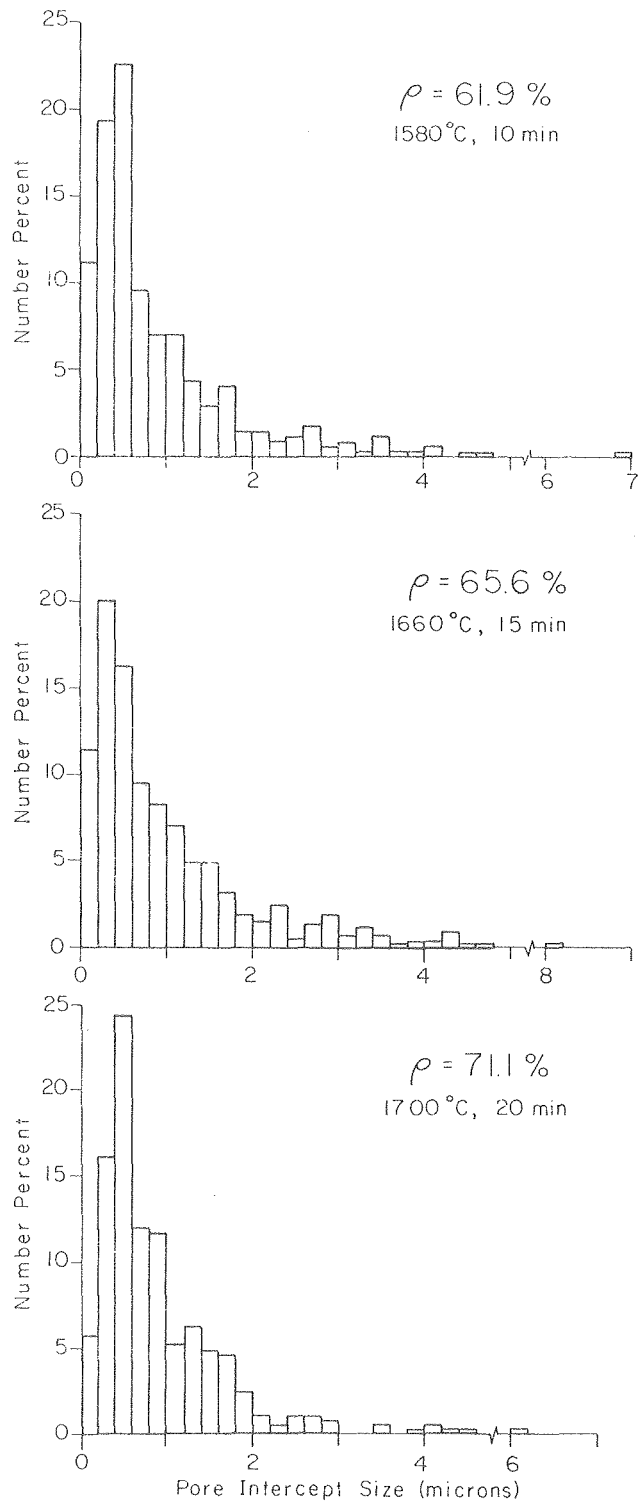 25
20
15
10
5
0
Number Percent
ρ = 61.9 %
1580°C, 10 min
0 2 4 6 7
25
20
15
10
5
0
Number Percent
ρ = 65.6 %
1660°C, 15 min
0 2 4 8
25
20
15
10
5
0
Number Percent
ρ = 71.1 %
1700°C, 20 min
0 2 4 6
Pore Intercept Size (microns)